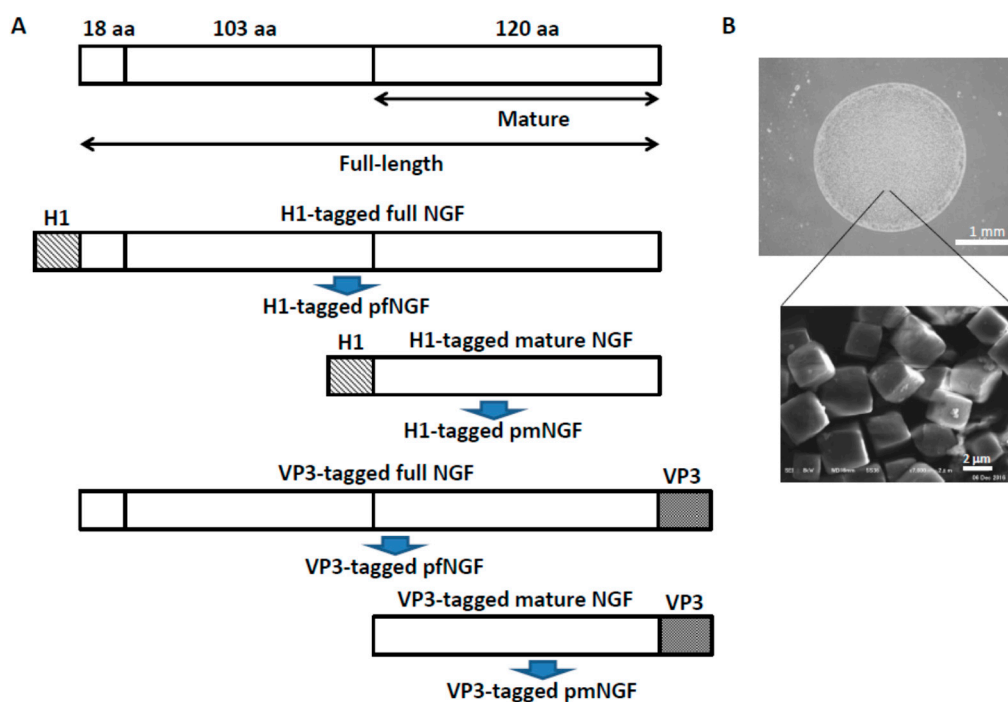 A
18 aa
103 aa
120 aa
Mature
Full-length
H1
H1-tagged full NGF
H1-tagged pfNGF
H1
H1-tagged mature NGF
H1-tagged pmNGF
VP3-tagged full NGF
VP3
VP3-tagged pfNGF
VP3-tagged mature NGF
VP3
VP3-tagged pmNGF
B
1 mm
2 μm